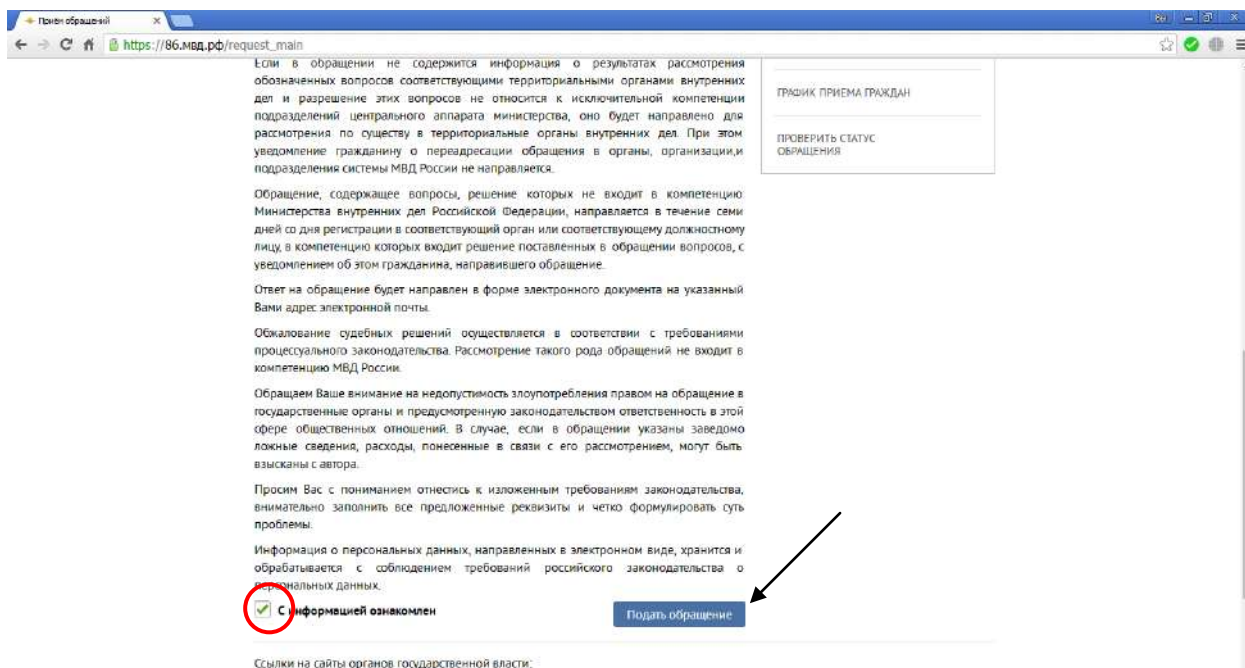 Прием обращений
https://86.мвд.рф/request_main
Если в обращении не содержится информация о результатах рассмотрения
обозначенных вопросов соответствующими территориальными органами внутренних
дел и разрешение этих вопросов не относится к исключительной компетенции
подразделений центрального аппарата министерства, оно будет направлено для
рассмотрения по существу в территориальные органы внутренних дел. При этом
уведомление гражданину о переадресации обращения в органы, организации,и
подразделения системы МВД России не направляется.
Обращение, содержащее вопросы, решение которых не входит в компетенцию
Министерства внутренних дел Российской Федерации, направляется в течение семи
дней со дня регистрации в соответствующий орган или соответствующему должностному
лицу, в компетенцию которых входит решение поставленных в обращении вопросов, с
уведомлением об этом гражданина, направившего обращение.
Ответ на обращение будет направлен в форме электронного документа на указанный
Вами адрес электронной почты.
Обжалование судебных решений осуществляется в соответствии с требованиями
процессуального законодательства. Рассмотрение такого рода обращений не входит в
компетенцию МВД России.
Обращаем Ваше внимание на недопустимость злоупотребления правом на обращение в
государственные органы и предусмотренную законодательством ответственность в этой
сфере общественных отношений. В случае, если в обращении указаны заведомо
ложные сведения, расходы, понесенные в связи с его рассмотрением, могут быть
взысканы с автора.
Просим Вас с пониманием отнестись к изложенным требованиям законодательства,
внимательно заполнить все предложенные реквизиты и четко формулировать суть
проблемы.
Информация о персональных данных, направленных в электронном виде, хранится и
обрабатывается с соблюдением требований российского законодательства о
персональных данных.
С информацией ознакомлен
Подать обращение
Ссылки на сайты органов государственной власти:
ГРАФИК ПРИЕМА ГРАЖДАН
ПРОВЕРИТЬ СТАТУС
ОБРАЩЕНИЯ